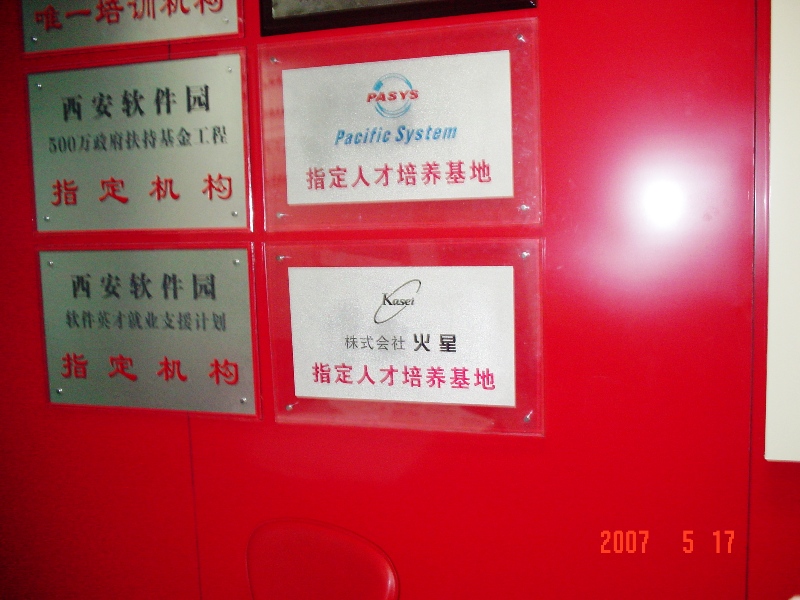 唯一培训机构
西安软件园
500万政府扶持基金工程
指定机构
PASYS
Pacific System
指定人才培养基地
西安软件园
软件英才就业支援计划
指定机构
Kasei
株式会社 火星
指定人才培养基地
2007 5 17